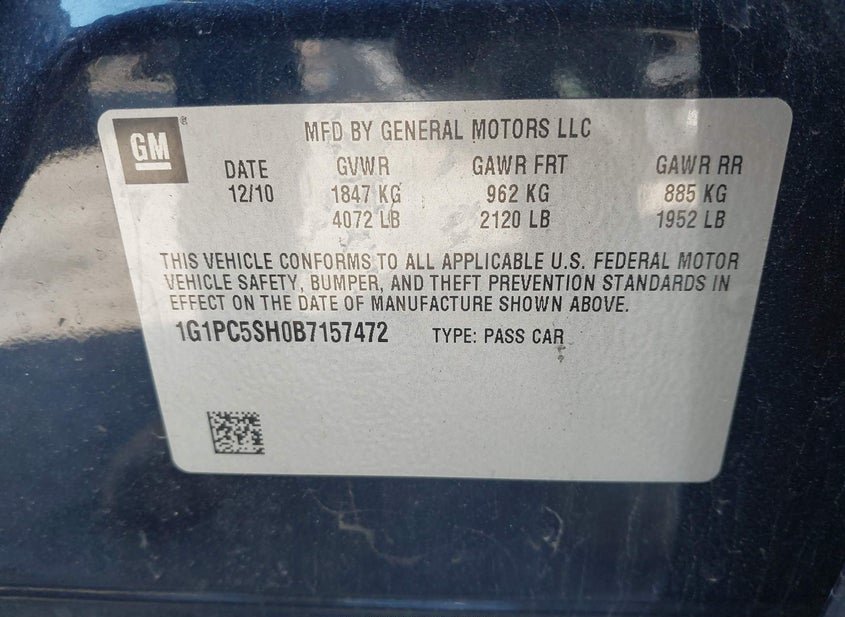 GM®
MFD BY GENERAL MOTORS LLC
DATE GVWR GAWR FRT GAWR RR
12/10 1847 KG 962 KG 885 KG
4072 LB 2120 LB 1952 LB
THIS VEHICLE CONFORMS TO ALL APPLICABLE U.S. FEDERAL MOTOR
VEHICLE SAFETY, BUMPER, AND THEFT PREVENTION STANDARDS IN
EFFECT ON THE DATE OF MANUFACTURE SHOWN ABOVE.
1G1PC5SH0B7157472 TYPE: PASS CAR